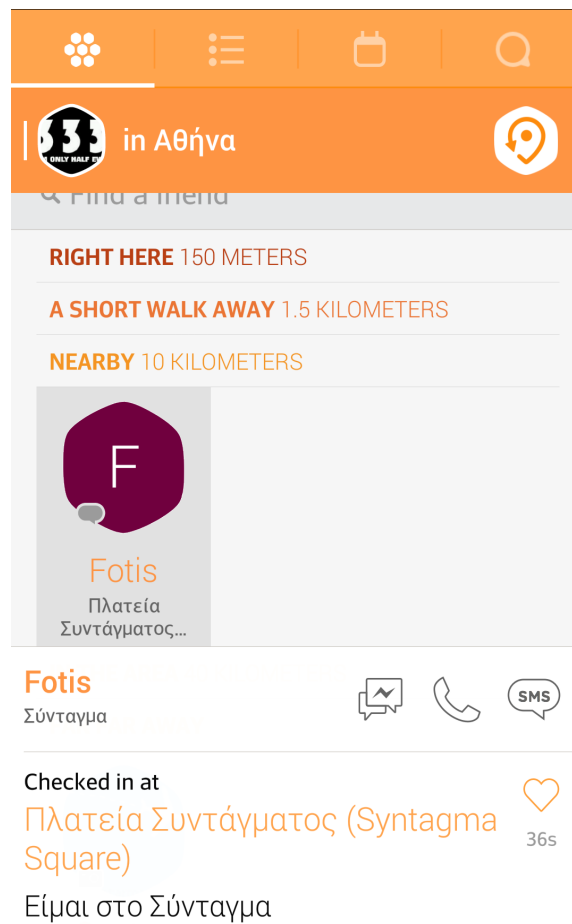 in Αθήνα
Find a friend
RIGHT HERE 150 METERS
A SHORT WALK AWAY 1.5 KILOMETERS
NEARBY 10 KILOMETERS
F
Fotis
Πλατεία
Συντάγματος...
Fotis
Σύνταγμα
SMS
Checked in at
Πλατεία Συντάγματος (Syntagma
Square)
36s
Είμαι στο Σύνταγμα